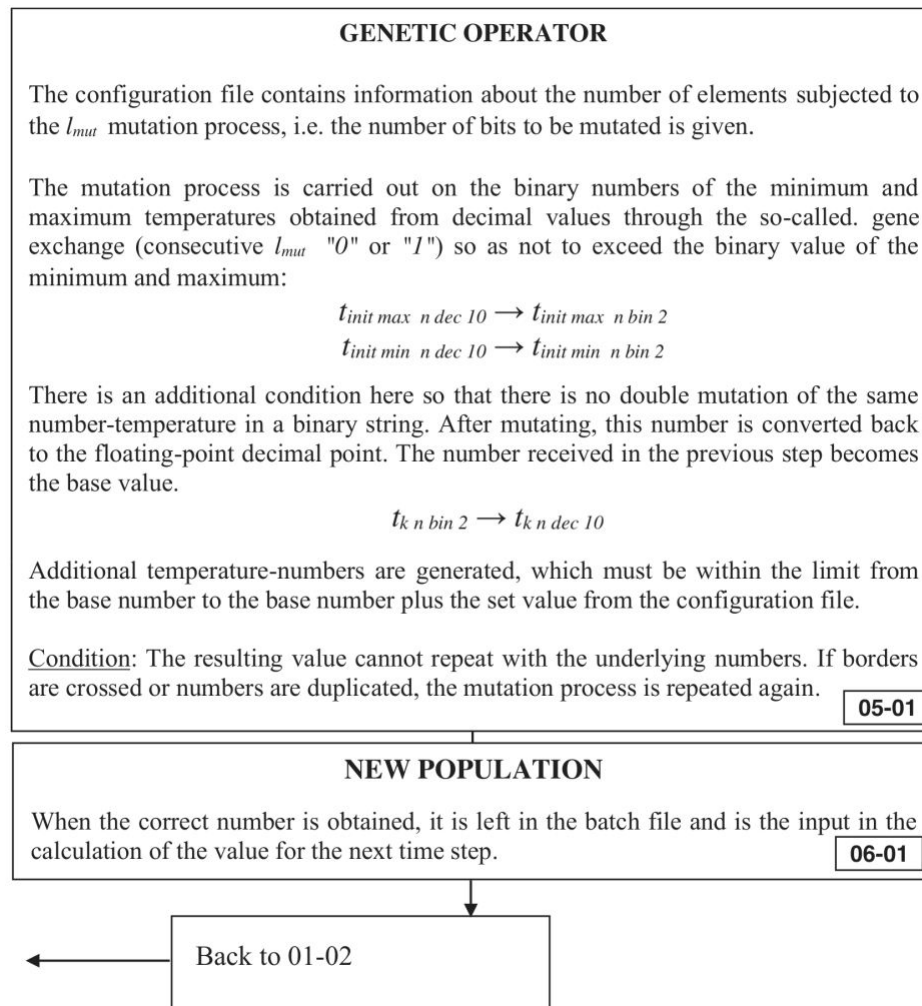 GENETIC OPERATOR
The configuration file contains information about the number of elements subjected to
the lmut mutation process, i.e. the number of bits to be mutated is given.
The mutation process is carried out on the binary numbers of the minimum and
maximum temperatures obtained from decimal values through the so-called. gene
exchange (consecutive lmut "0" or "1") so as not to exceed the binary value of the
minimum and maximum:
tinit max n dec 10 → tinit max n bin 2
tinit min n dec 10 → tinit min n bin 2
There is an additional condition here so that there is no double mutation of the same
number-temperature in a binary string. After mutating, this number is converted back
to the floating-point decimal point. The number received in the previous step becomes
the base value.
tk n bin 2 → tk n dec 10
Additional temperature-numbers are generated, which must be within the limit from
the base number to the base number plus the set value from the configuration file.
Condition: The resulting value cannot repeat with the underlying numbers. If borders
are crossed or numbers are duplicated, the mutation process is repeated again.
05-01
NEW POPULATION
When the correct number is obtained, it is left in the batch file and is the input in the
calculation of the value for the next time step.
06-01
Back to 01-02